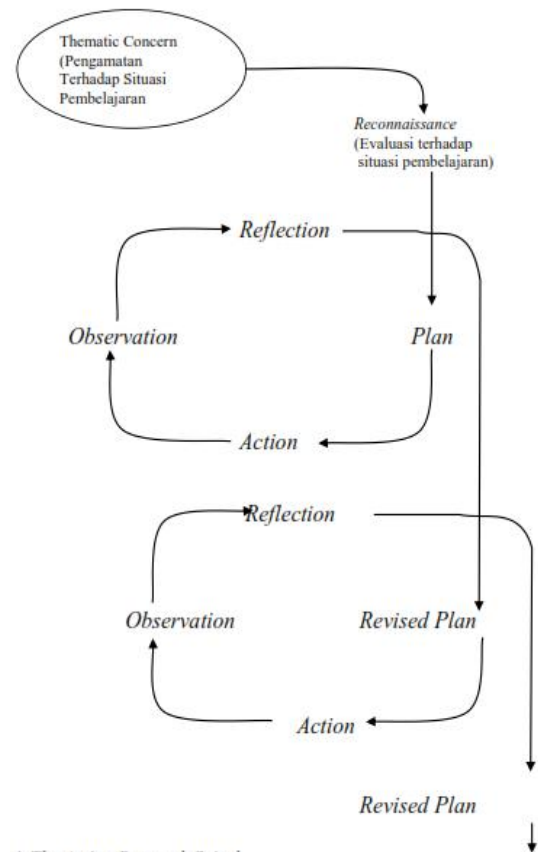 Thematic Concern
(Pengamatan
Terhadap Situasi
Pembelajaran
Reconnaissance
(Evaluasi terhadap
situasi pembelajaran)
Reflection
Observation
Plan
Action
Reflection
Observation
Revised Plan
Action
Revised Plan